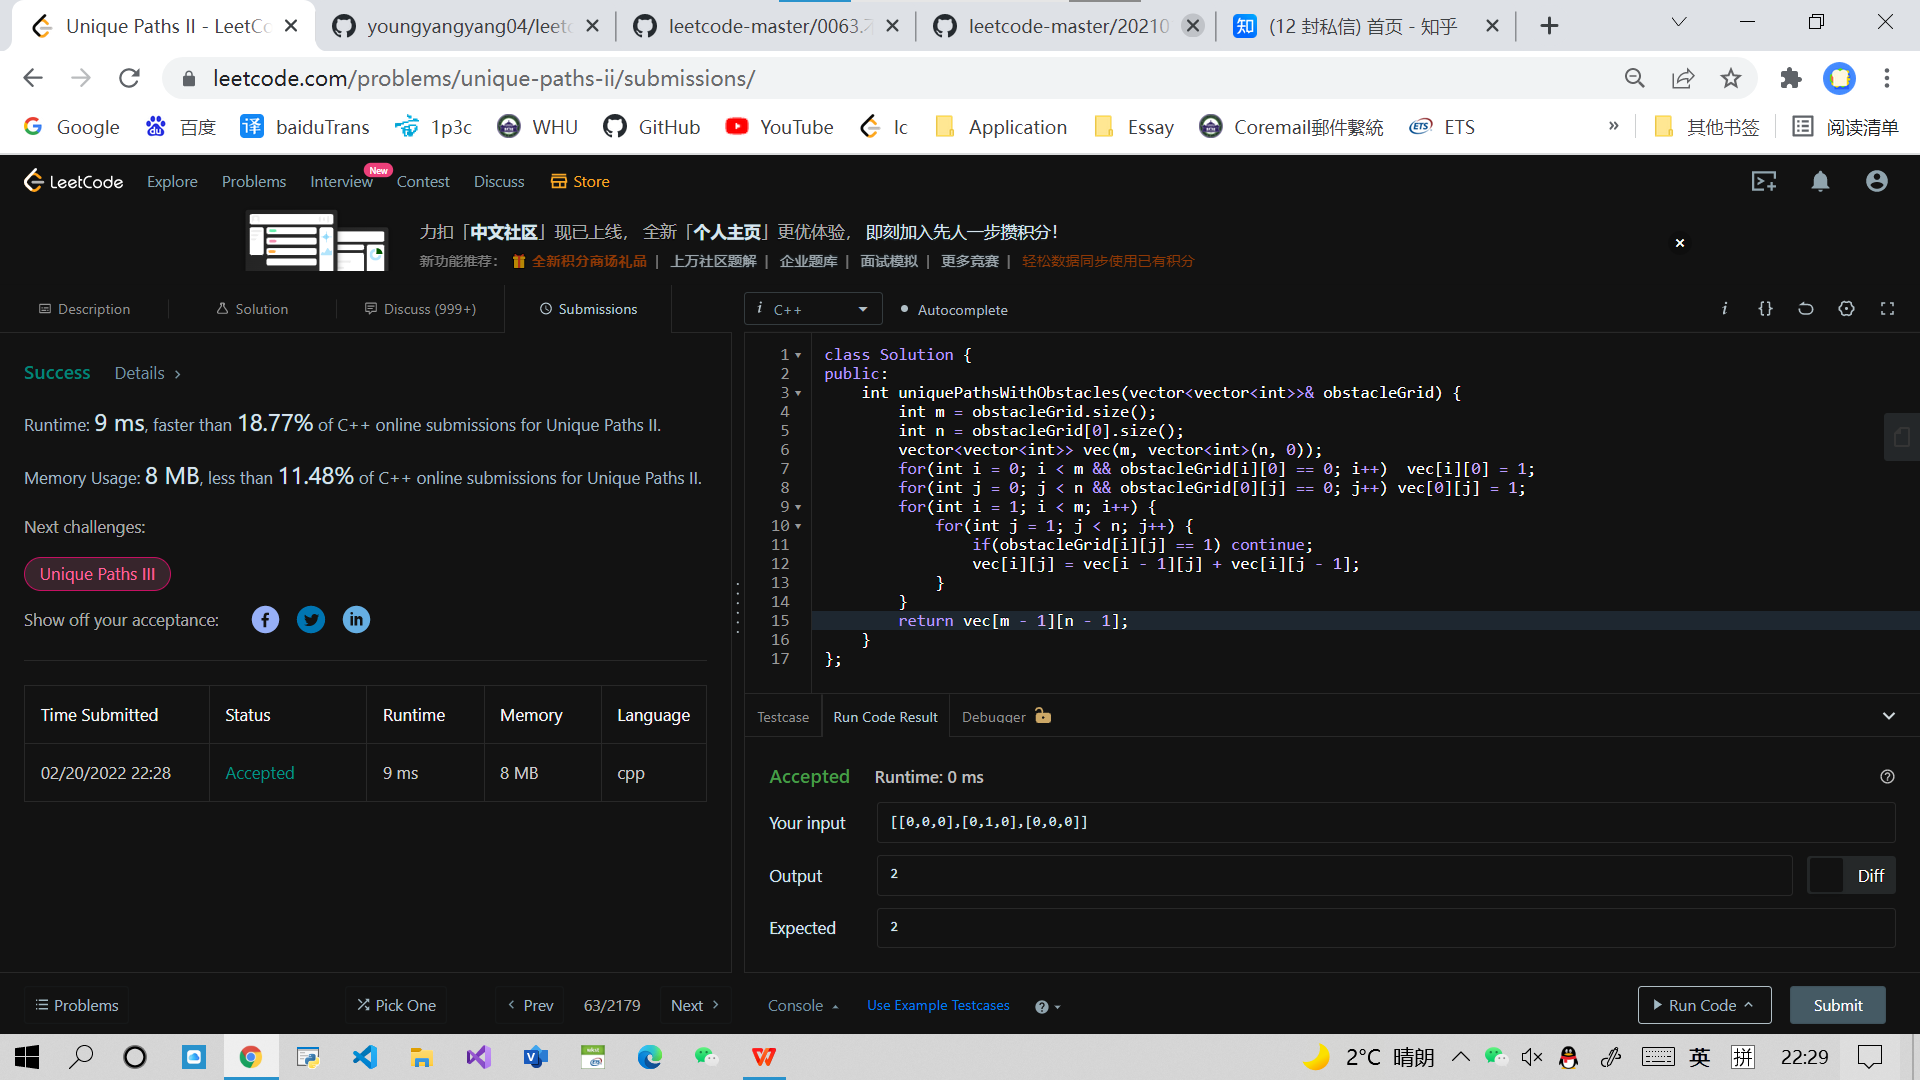 Unique Paths II - LeetCo
youngyangyang04/leetc
leetcode-master/0063.
leetcode-master/20210
知 (12 封私信) 首页 - 知乎
leetcode.com/problems/unique-paths-ii/submissions/
Google
百度
译 baiduTrans
1p3c
WHU
GitHub
YouTube
lc
Application
Essay
Coremail郵件繫統
ETS
»
其他书签
阅读清单
LeetCode
Explore
Problems
Interview
New
Contest
Discuss
Store
力扣「中文社区」现已上线， 全新「个人主页」更优体验， 即刻加入先人一步攒积分！
新功能推荐： 全新积分商场礼品 | 上万社区题解 | 企业题库 | 面试模拟 | 更多竞赛 | 轻松数据同步使用已有积分
Description
Solution
Discuss (999+)
Submissions
i C++
Autocomplete
i {}
Success Details >
Runtime: 9 ms, faster than 18.77% of C++ online submissions for Unique Paths II.
Memory Usage: 8 MB, less than 11.48% of C++ online submissions for Unique Paths II.
Next challenges:
Unique Paths III
Show off your acceptance:
Time Submitted Status Runtime Memory Language
02/20/2022 22:28 Accepted 9 ms 8 MB cpp
1 class Solution {
2 public:
3 int uniquePathsWithObstacles(vector<vector<int>>& obstacleGrid) {
4 int m = obstacleGrid.size();
5 int n = obstacleGrid[0].size();
6 vector<vector<int>> vec(m, vector<int>(n, 0));
7 for(int i = 0; i < m && obstacleGrid[i][0] == 0; i++)  vec[i][0] = 1;
8 for(int j = 0; j < n && obstacleGrid[0][j] == 0; j++) vec[0][j] = 1;
9 for(int i = 1; i < m; i++) {
10 for(int j = 1; j < n; j++) {
11 if(obstacleGrid[i][j] == 1) continue;
12 vec[i][j] = vec[i - 1][j] + vec[i][j - 1];
13 }
14 }
15 return vec[m - 1][n - 1];
16 }
17 };
Testcase
Run Code Result
Debugger
Accepted Runtime: 0 ms
Your input [[0,0,0],[0,1,0],[0,0,0]]
Output 2
Diff
Expected 2
Problems
Pick One
< Prev
63/2179
Next >
Console
Use Example Testcases
Run Code
Submit
2°C 晴朗
英
拼
22:29